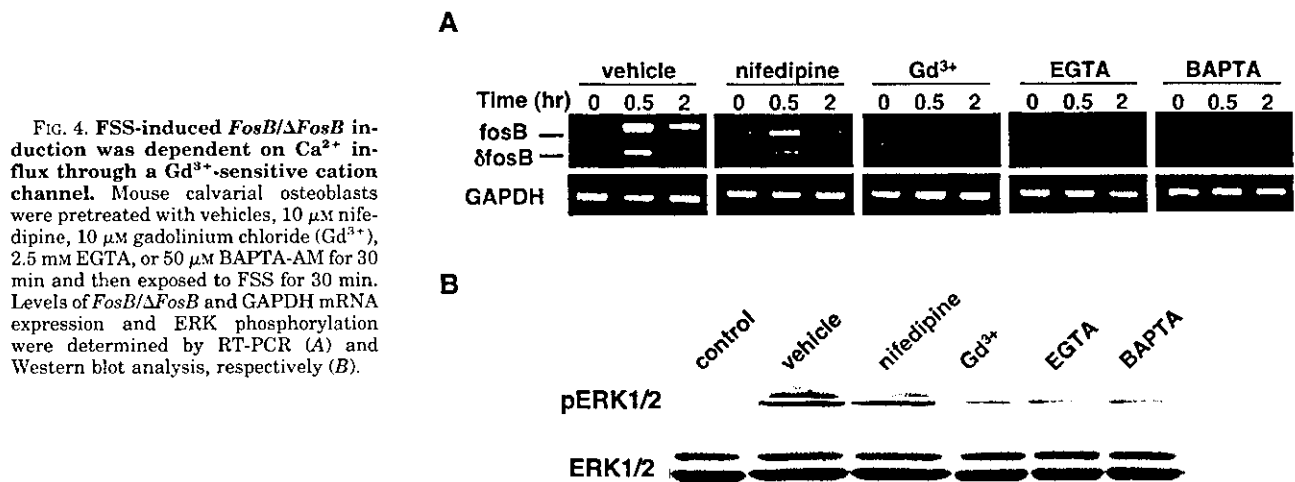 FIG. 4. FSS-induced FosB/ΔFosB in-
duction was dependent on Ca²⁺ in-
flux through a Gd³⁺-sensitive cation
channel. Mouse calvarial osteoblasts
were pretreated with vehicles, 10 μM nife-
dipine, 10 μM gadolinium chloride (Gd³⁺),
2.5 mM EGTA, or 50 μM BAPTA-AM for 30
min and then exposed to FSS for 30 min.
Levels of FosB/ΔFosB and GAPDH mRNA
expression and ERK phosphorylation
were determined by RT-PCR (A) and
Western blot analysis, respectively (B).
A
vehicle nifedipine Gd³⁺ EGTA BAPTA
Time (hr) 0 0.5 2 0 0.5 2 0 0.5 2 0 0.5 2 0 0.5 2
fosB
δfosB
GAPDH
B
control vehicle nifedipine Gd³⁺ EGTA BAPTA
pERK1/2
ERK1/2